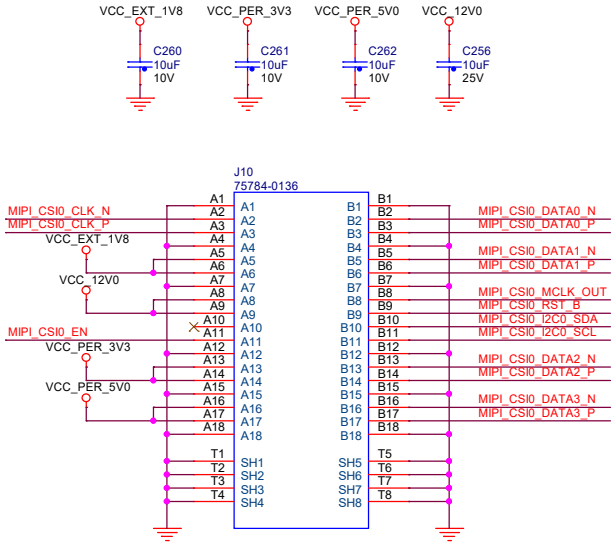 VCC_EXT_1V8 VCC_PER_3V3 VCC_PER_5V0 VCC_12V0
C260 C261 C262 C256
10uF 10uF 10uF 10uF
10V 10V 10V 25V
J10
75784-0136
A1 A1 B1 B1
MIPI_CSI0_CLK_N A2 A2 B2 B2 MIPI_CSI0_DATA0_N
MIPI_CSI0_CLK_P A3 A3 B3 B3 MIPI_CSI0_DATA0_P
VCC_EXT_1V8 A4 A4 B4 B4
A5 A5 B5 B5 MIPI_CSI0_DATA1_N
A6 A6 B6 B6 MIPI_CSI0_DATA1_P
VCC_12V0 A7 A7 B7 B7
A8 A8 B8 B8 MIPI_CSI0_MCLK_OUT
A9 A9 B9 B9 MIPI_CSI0_RST_B
A10 A10 B10 B10 MIPI_CSI0_I2C0_SDA
MIPI_CSI0_EN A11 A11 B11 B11 MIPI_CSI0_I2C0_SCL
VCC_PER_3V3 A12 A12 B12 B12
A13 A13 B13 B13 MIPI_CSI0_DATA2_N
A14 A14 B14 B14 MIPI_CSI0_DATA2_P
VCC_PER_5V0 A15 A15 B15 B15
A16 A16 B16 B16 MIPI_CSI0_DATA3_N
A17 A17 B17 B17 MIPI_CSI0_DATA3_P
A18 A18 B18 B18
T1 SH1 SH5 T5
T2 SH2 SH6 T6
T3 SH3 SH7 T7
T4 SH4 SH8 T8